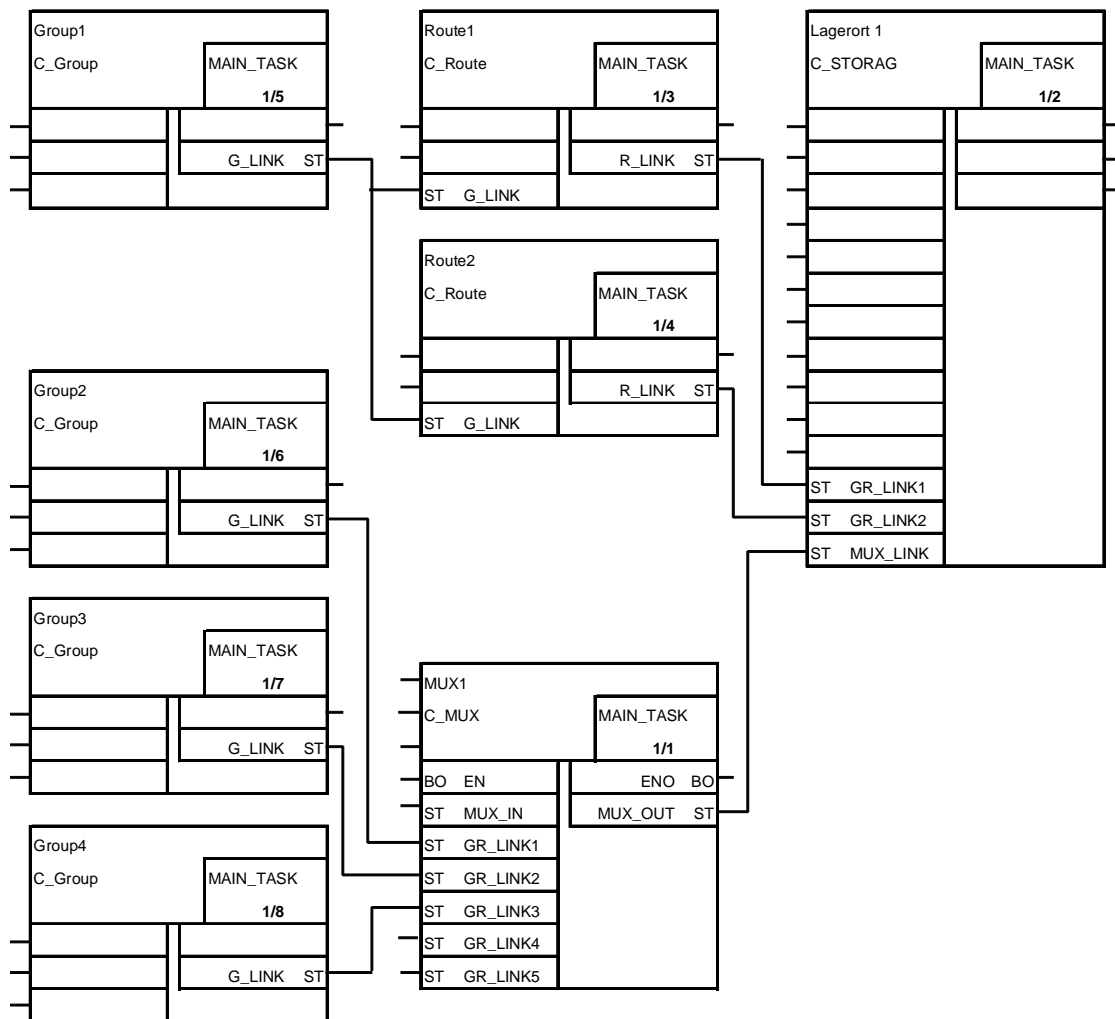 Group1
C_Group MAIN_TASK
1/5
G_LINK ST
Route1
C_Route MAIN_TASK
1/3
R_LINK ST
ST G_LINK
Lagerort 1
C_STORAG MAIN_TASK
1/2
ST GR_LINK1
ST GR_LINK2
ST MUX_LINK
Route2
C_Route MAIN_TASK
1/4
R_LINK ST
ST G_LINK
Group2
C_Group MAIN_TASK
1/6
G_LINK ST
Group3
C_Group MAIN_TASK
1/7
G_LINK ST
MUX1
C_MUX MAIN_TASK
1/1
BO EN ENO BO
ST MUX_IN MUX_OUT ST
ST GR_LINK1
ST GR_LINK2
ST GR_LINK3
ST GR_LINK4
ST GR_LINK5
Group4
C_Group MAIN_TASK
1/8
G_LINK ST